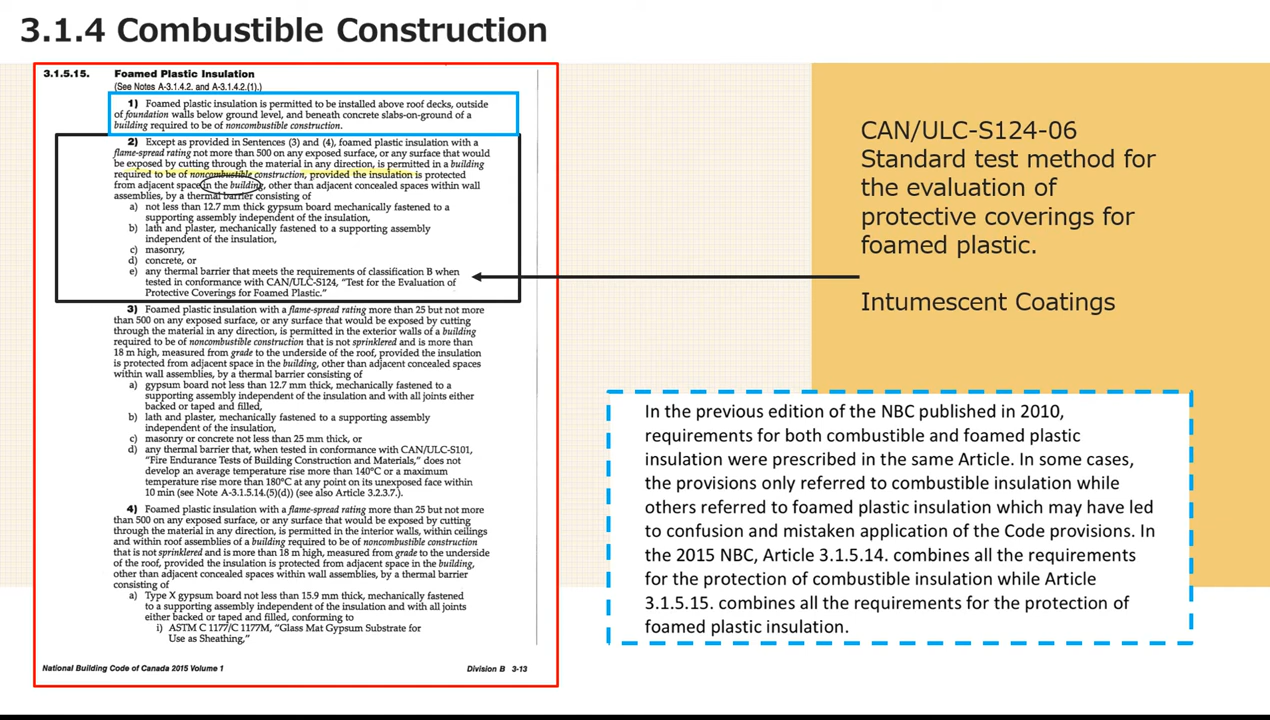 3.1.4 Combustible Construction
3.1.5.15. Foamed Plastic Insulation
(See Notes A-3.1.4.2. and A-3.1.4.2.(1).)
1) Foamed plastic insulation is permitted to be installed above roof decks, outside
of foundation walls below ground level, and beneath concrete slabs-on-ground of a
building required to be of noncombustible construction.
2) Except as provided in Sentences (3) and (4), foamed plastic insulation with a
flame-spread rating not more than 500 on any exposed surface, or any surface that would
be exposed by cutting through the material in any direction, is permitted in a building
required to be of noncombustible construction, provided the insulation is protected
from adjacent space in the building, other than adjacent concealed spaces within wall
assemblies, by a thermal barrier consisting of
a) not less than 12.7 mm thick gypsum board mechanically fastened to a
supporting assembly independent of the insulation,
b) lath and plaster, mechanically fastened to a supporting assembly
independent of the insulation,
c) masonry,
d) concrete, or
e) any thermal barrier that meets the requirements of classification B when
tested in conformance with CAN/ULC-S124, "Test for the Evaluation of
Protective Coverings for Foamed Plastic."
3) Foamed plastic insulation with a flame-spread rating more than 25 but not more
than 500 on any exposed surface, or any surface that would be exposed by cutting
through the material in any direction, is permitted in the exterior walls of a building
required to be of noncombustible construction that is not sprinklered and is more than
18 m high, measured from grade to the underside of the roof, provided the insulation
is protected from adjacent space in the building, other than adjacent concealed spaces
within wall assemblies, by a thermal barrier consisting of
a) gypsum board not less than 12.7 mm thick, mechanically fastened to a
supporting assembly independent of the insulation and with all joints either
backed or taped and filled,
b) lath and plaster, mechanically fastened to a supporting assembly
independent of the insulation,
c) masonry or concrete not less than 25 mm thick, or
d) any thermal barrier that, when tested in conformance with CAN/ULC-S101,
"Fire Endurance Tests of Building Construction and Materials," does not
develop an average temperature rise more than 140°C or a maximum
temperature rise more than 180°C at any point on its unexposed face within
10 min (see Note A-3.1.5.14.(5)(d)) (see also Article 3.2.3.7.).
4) Foamed plastic insulation with a flame-spread rating more than 25 but not more
than 500 on any exposed surface, or any surface that would be exposed by cutting
through the material in any direction, is permitted in the interior walls, within ceilings
and within roof assemblies of a building required to be of noncombustible construction
that is not sprinklered and is more than 18 m high, measured from grade to the underside
of the roof, provided the insulation is protected from adjacent space in the building,
other than adjacent concealed spaces within wall assemblies, by a thermal barrier
consisting of
a) Type X gypsum board not less than 15.9 mm thick, mechanically fastened
to a supporting assembly independent of the insulation and with all joints
either backed or taped and filled, conforming to
i) ASTM C 1177/C 1177M, "Glass Mat Gypsum Substrate for
Use as Sheathing,"
National Building Code of Canada 2015 Volume 1
Division B 3-13
CAN/ULC-S124-06
Standard test method for
the evaluation of
protective coverings for
foamed plastic.
Intumescent Coatings
In the previous edition of the NBC published in 2010,
requirements for both combustible and foamed plastic
insulation were prescribed in the same Article. In some cases,
the provisions only referred to combustible insulation while
others referred to foamed plastic insulation which may have led
to confusion and mistaken application of the Code provisions. In
the 2015 NBC, Article 3.1.5.14. combines all the requirements
for the protection of combustible insulation while Article
3.1.5.15. combines all the requirements for the protection of
foamed plastic insulation.